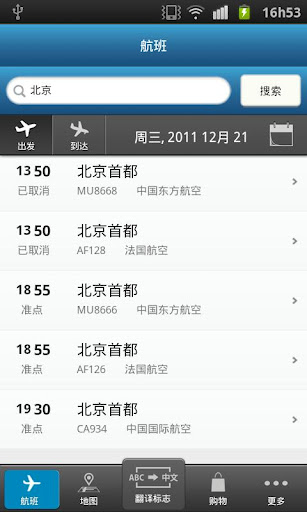 16h53
航班
北京
搜索
出发 到达 周三, 2011 12月 21
13 50 北京首都
已取消 MU8668 中国东方航空
13 50 北京首都
已取消 AF128 法国航空
18 55 北京首都
准点 MU8666 中国东方航空
18 55 北京首都
准点 AF126 法国航空
19 30 北京首都
准点 CA934 中国国际航空
ABC 中文
航班 地图 翻译标志 购物 更多